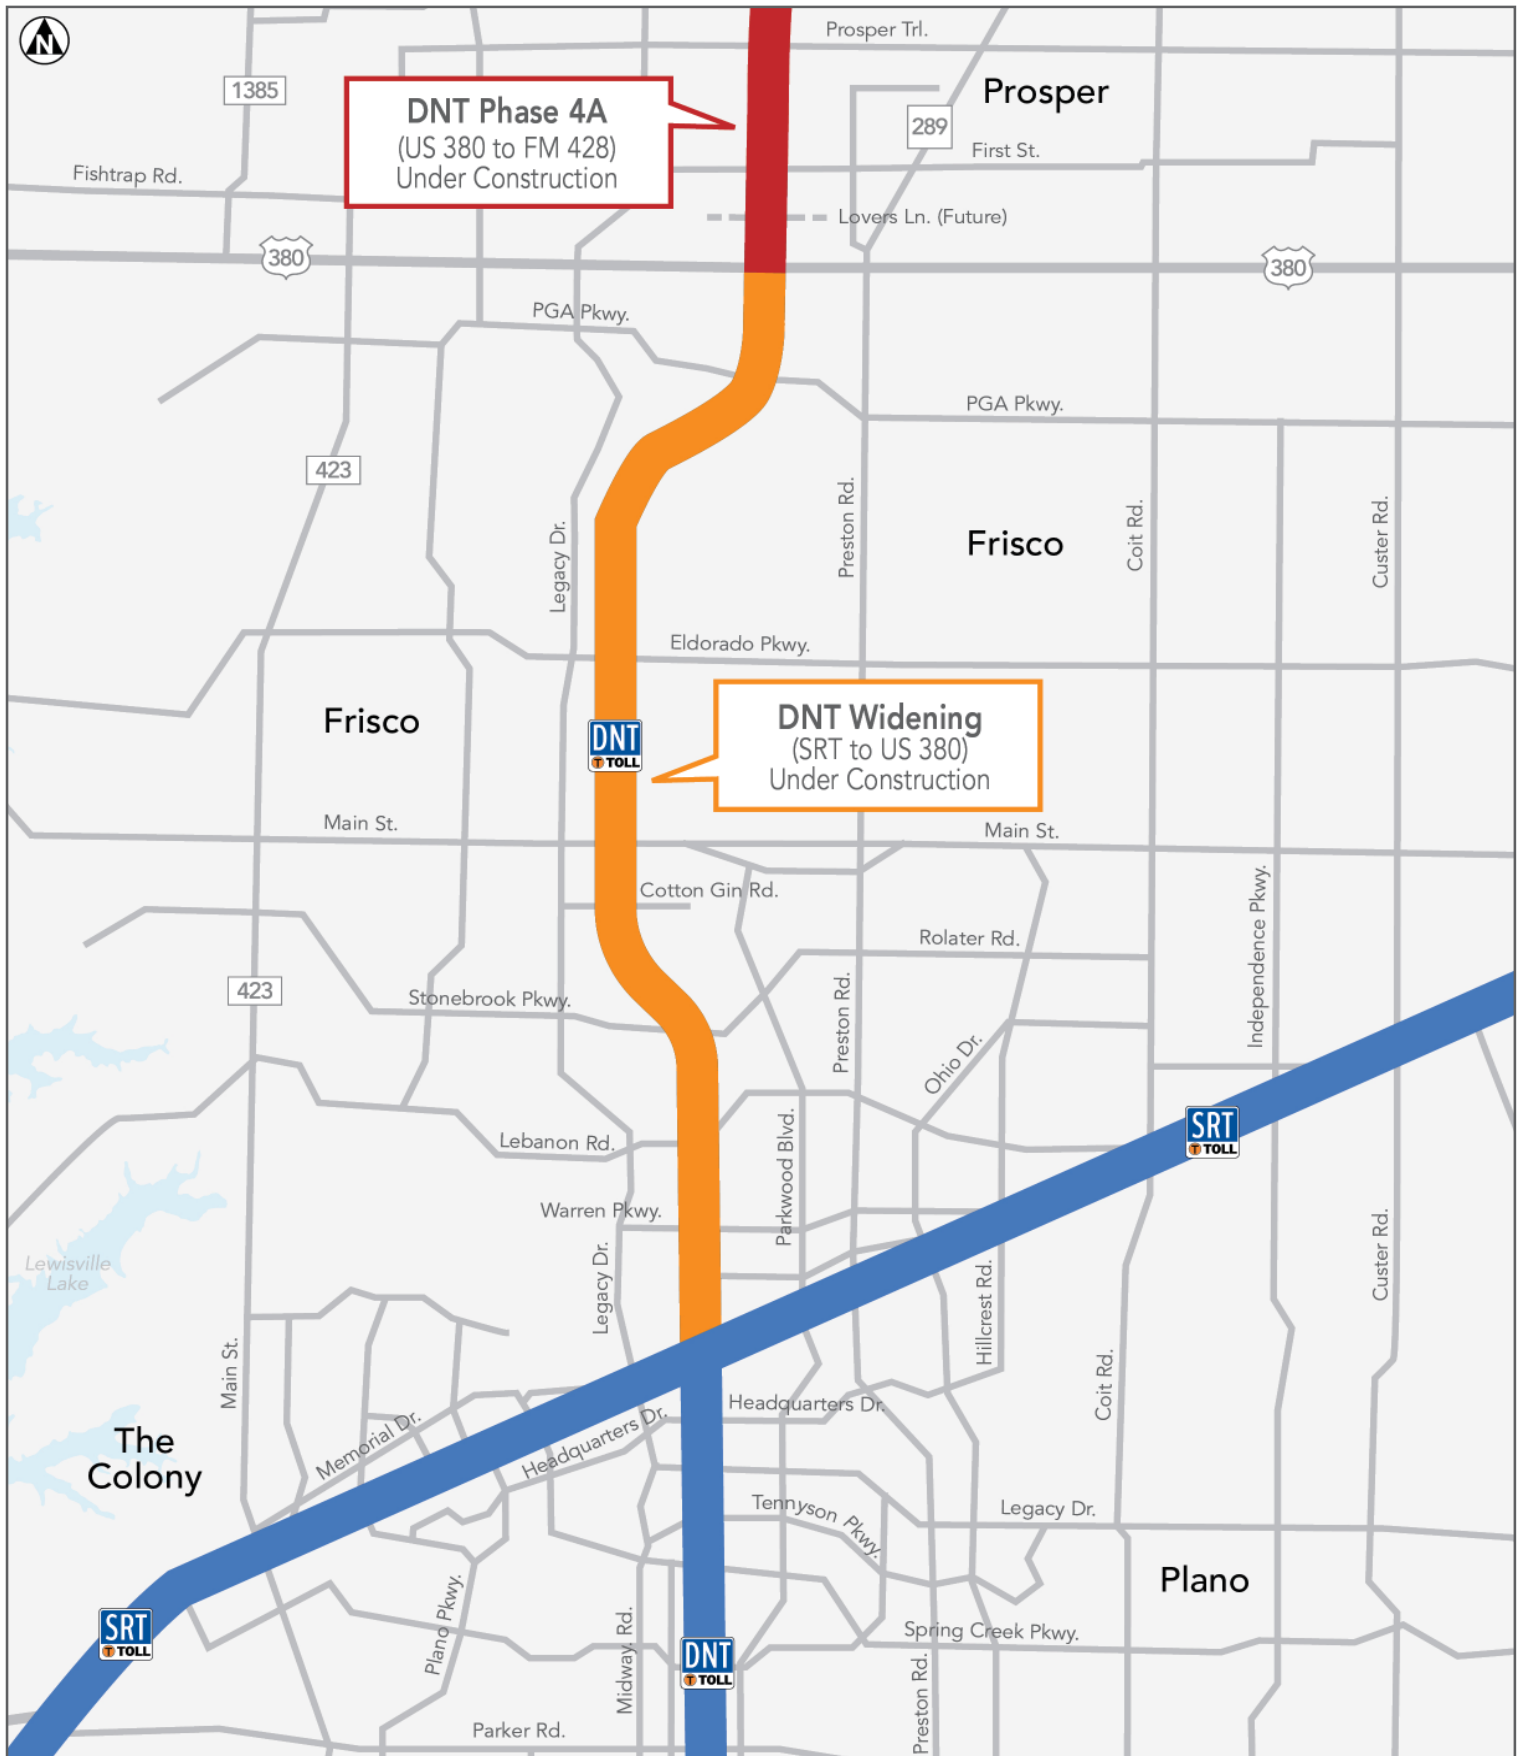 N
Prosper Trl.
1385
DNT Phase 4A
(US 380 to FM 428)
Under Construction
Prosper
289
First St.
Fishtrap Rd.
Lovers Ln. (Future)
380
380
PGA Pkwy.
PGA Pkwy.
423
Legacy Dr.
Preston Rd.
Frisco
Coit Rd.
Custer Rd.
Eldorado Pkwy.
Frisco
DNT
T TOLL
DNT Widening
(SRT to US 380)
Under Construction
Main St.
Main St.
Cotton Gin Rd.
Rolater Rd.
Independence Pkwy.
423
Stonebrook Pkwy.
Preston Rd.
Ohio Dr.
SRT
T TOLL
Lebanon Rd.
Parkwood Blvd.
Warren Pkwy.
Lewisville
Lake
Legacy Dr.
Hillcrest Rd.
Custer Rd.
Main St.
Coit Rd.
Headquarters Dr.
Memorial Dr.
Headquarters Dr.
The
Colony
Tennyson Pkwy.
Legacy Dr.
Plano
SRT
T TOLL
Plano Pkwy.
Midway Rd.
DNT
T TOLL
Spring Creek Pkwy.
Preston Rd.
Parker Rd.